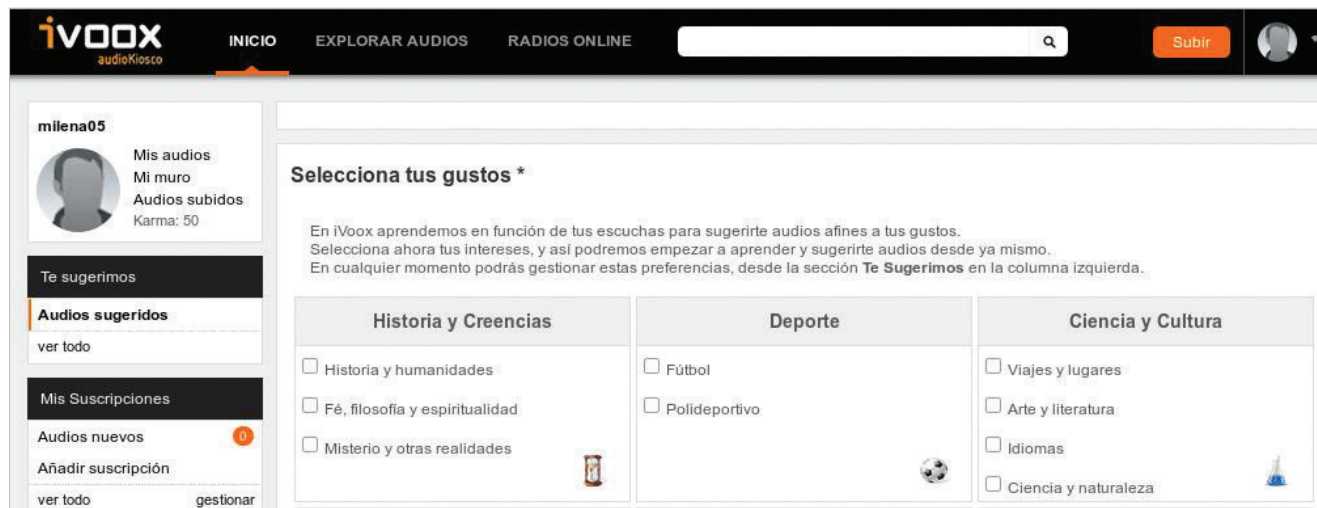 ivoox
audioKiosco
INICIO
EXPLORAR AUDIOS
RADIOS ONLINE
Subir
milena05
Mis audios
Mi muro
Audios subidos
Karma: 50
Te sugerimos
Audios sugeridos
ver todo
Mis Suscripciones
Audios nuevos 0
Añadir suscripción
ver todo gestionar
Selecciona tus gustos *
En iVoox aprendemos en función de tus escuchas para sugerirte audios afines a tus gustos.
Selecciona ahora tus intereses, y así podremos empezar a aprender y sugerirte audios desde ya mismo.
En cualquier momento podrás gestionar estas preferencias, desde la sección Te Sugerimos en la columna izquierda.
Historia y Creencias
Historia y humanidades
Fé, filosofía y espiritualidad
Misterio y otras realidades
Deporte
Fútbol
Polideportivo
Ciencia y Cultura
Viajes y lugares
Arte y literatura
Idiomas
Ciencia y naturaleza